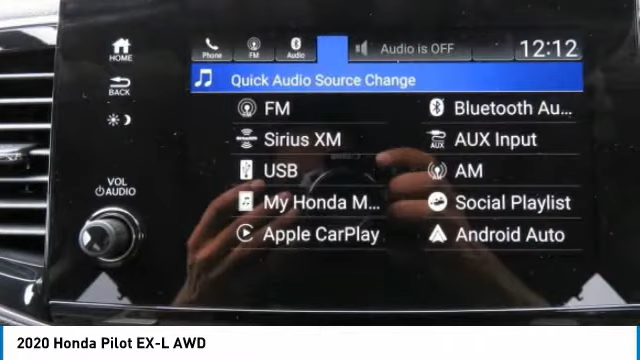 HOME
BACK
VOL
AUDIO
Phone
FM
Audio
Audio is OFF
12:12
Quick Audio Source Change
FM
Bluetooth Au...
Sirius XM
AUX Input
AUX
USB
AM
My Honda M...
Social Playlist
Apple CarPlay
Android Auto
2020 Honda Pilot EX-L AWD